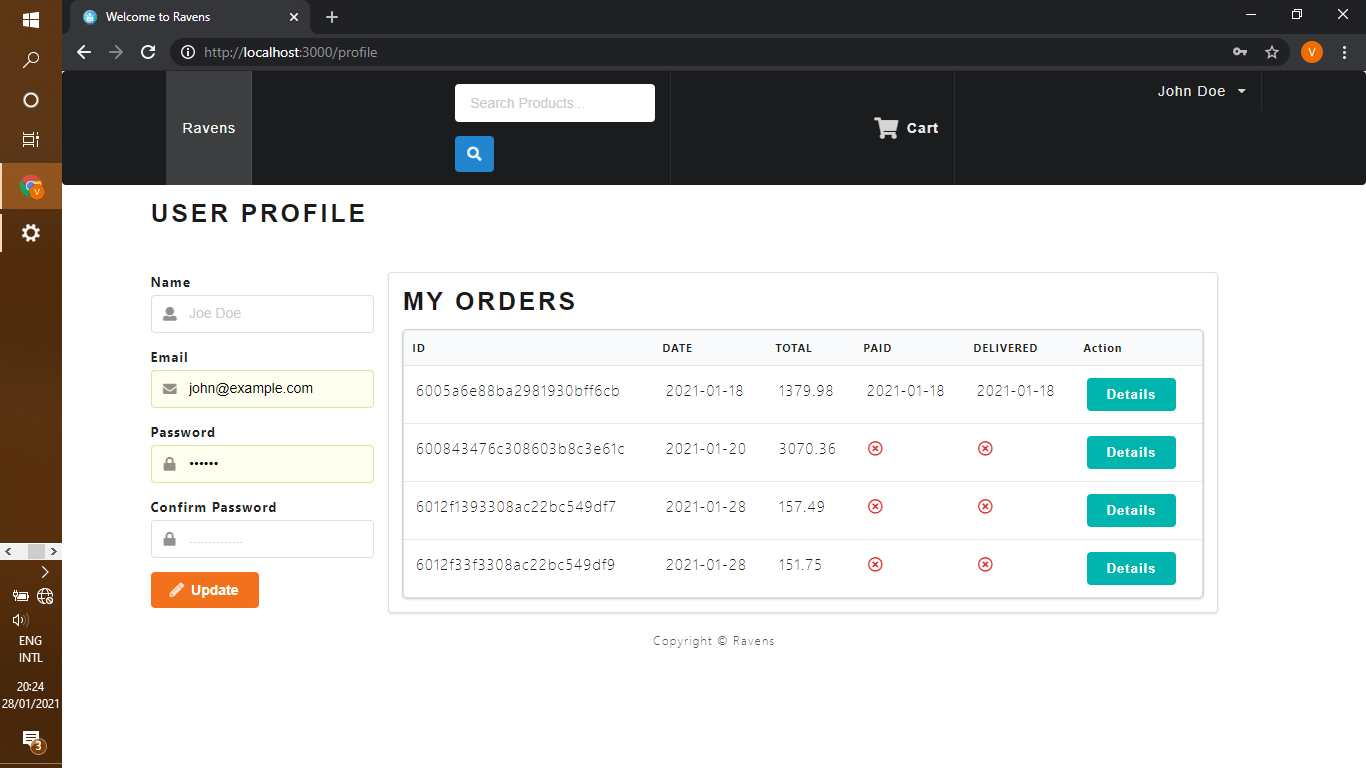 Welcome to Ravens
http://localhost:3000/profile
V
Ravens
Search Products...
Cart
John Doe
USER PROFILE
Name
Joe Doe
Email
john@example.com
Password
••••••
Confirm Password
..............
Update
MY ORDERS
ID DATE TOTAL PAID DELIVERED Action
6005a6e88ba2981930bff6cb 2021-01-18 1379.98 2021-01-18 2021-01-18 Details
600843476c308603b8c3e61c 2021-01-20 3070.36 Details
6012f1393308ac22bc549df7 2021-01-28 157.49 Details
6012f33f3308ac22bc549df9 2021-01-28 151.75 Details
Copyright © Ravens
V
ENG
INTL
20:24
28/01/2021
3